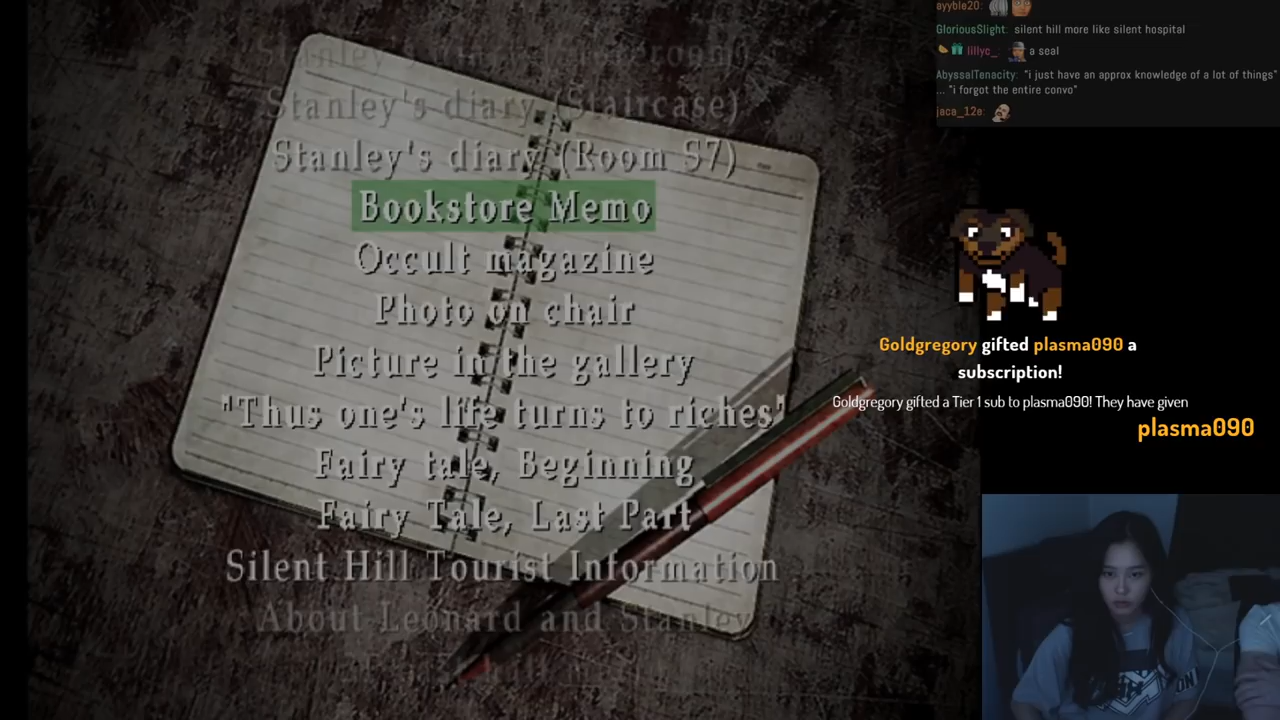 Stanley's diary (Staircase)
Stanley's diary (Room S7)
Bookstore Memo
Occult magazine
Photo on chair
Picture in the gallery
"Thus one's life turns to riches"
Fairy tale, Beginning
Fairy Tale, Last Part
Silent Hill Tourist Information
About Leonard and Stanley
ayyble20:
GloriousSlight: silent hill more like silent hospital
lillyc_: a seal
AbyssalTenacity: "i just have an approx knowledge of a lot of things"
... "i forgot the entire convo"
jaca_12e:
Goldgregory gifted plasma090 a
subscription!
Goldgregory gifted a Tier 1 sub to plasma090! They have given
plasma090